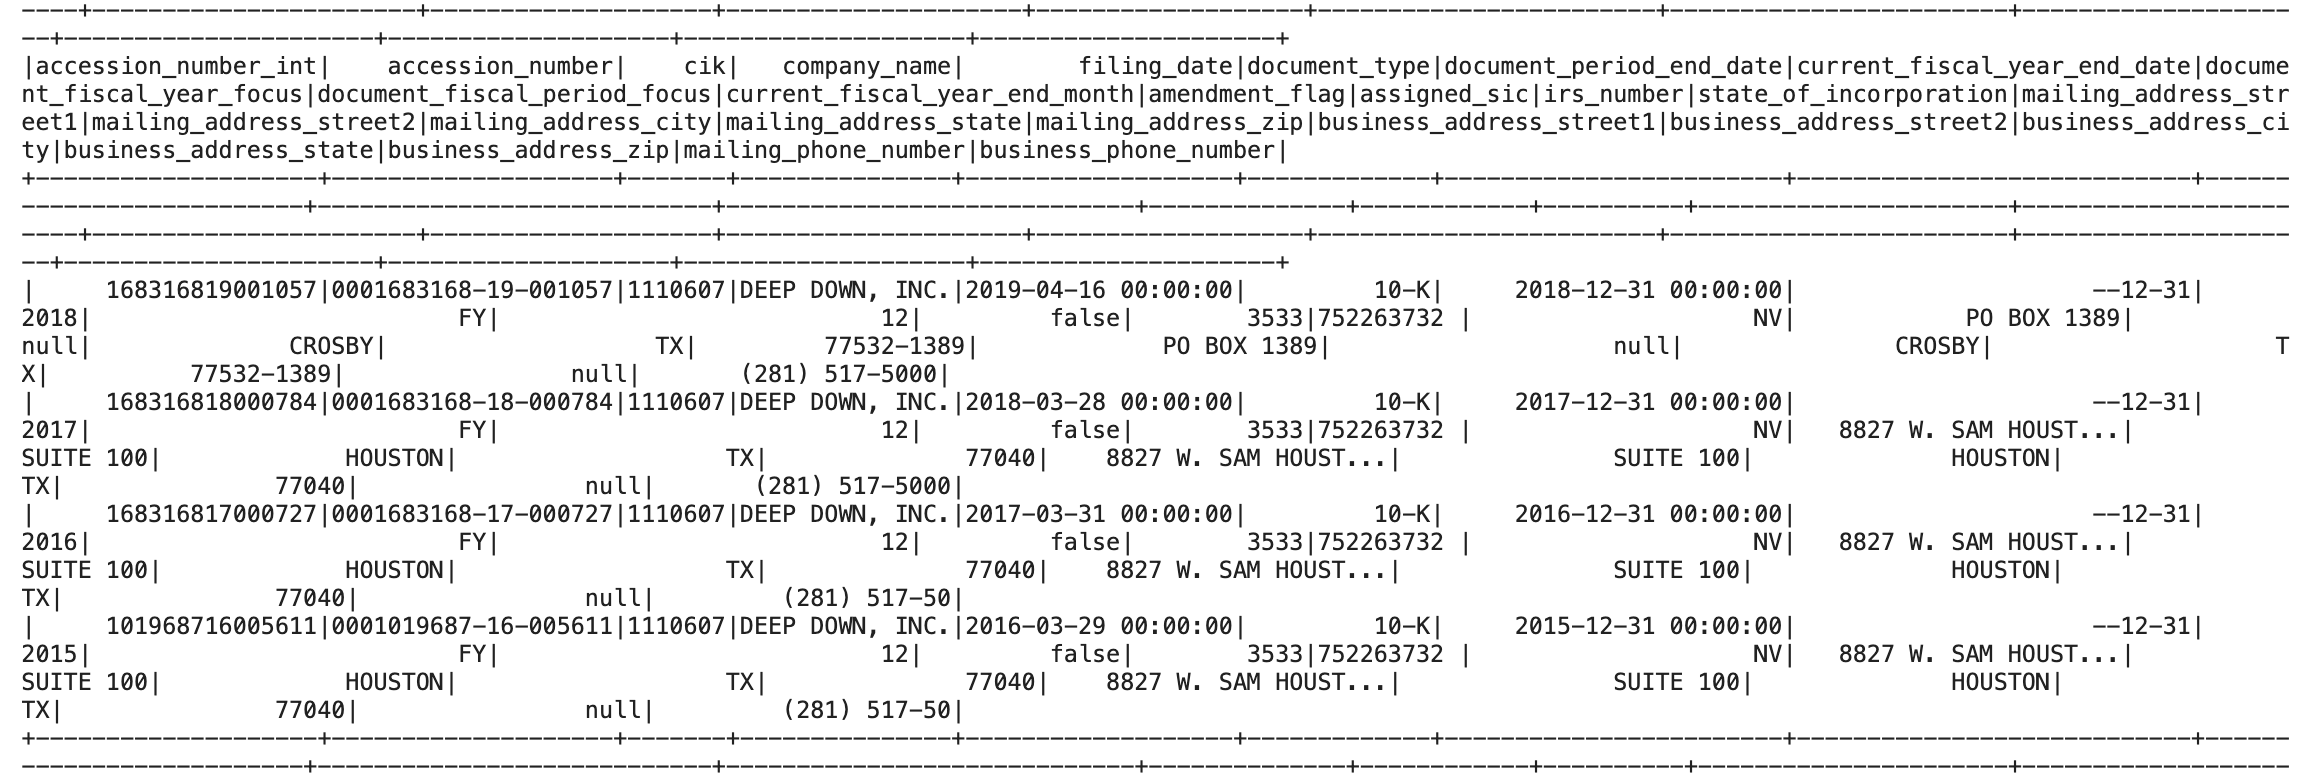 |accession_number_int|    accession_number|    cik|   company_name|        filing_date|document_type|document_period_end_date|current_fiscal_year_end_date|docume
nt_fiscal_year_focus|document_fiscal_period_focus|current_fiscal_year_end_month|amendment_flag|assigned_sic|irs_number|state_of_incorporation|mailing_address_str
eet1|mailing_address_street2|mailing_address_city|mailing_address_state|mailing_address_zip|business_address_street1|business_address_street2|business_address_ci
ty|business_address_state|business_address_zip|mailing_phone_number|business_phone_number|
|     168316819001057|0001683168-19-001057|1110607|DEEP DOWN, INC.|2019-04-16 00:00:00|         10-K|     2018-12-31 00:00:00|                     --12-31|
2018|                          FY|                           12|         false|        3533|752263732 |                    NV|            PO BOX 1389|
null|              CROSBY|                   TX|         77532-1389|             PO BOX 1389|                    null|               CROSBY|                    T
X|          77532-1389|                null|       (281) 517-5000|
|     168316818000784|0001683168-18-000784|1110607|DEEP DOWN, INC.|2018-03-28 00:00:00|         10-K|     2017-12-31 00:00:00|                     --12-31|
2017|                          FY|                           12|         false|        3533|752263732 |                    NV|   8827 W. SAM HOUST...|
SUITE 100|             HOUSTON|                   TX|              77040|    8827 W. SAM HOUST...|               SUITE 100|              HOUSTON|
TX|               77040|                null|       (281) 517-5000|
|     168316817000727|0001683168-17-000727|1110607|DEEP DOWN, INC.|2017-03-31 00:00:00|         10-K|     2016-12-31 00:00:00|                     --12-31|
2016|                          FY|                           12|         false|        3533|752263732 |                    NV|   8827 W. SAM HOUST...|
SUITE 100|             HOUSTON|                   TX|              77040|    8827 W. SAM HOUST...|               SUITE 100|              HOUSTON|
TX|               77040|                null|         (281) 517-50|
|     101968716005611|0001019687-16-005611|1110607|DEEP DOWN, INC.|2016-03-29 00:00:00|         10-K|     2015-12-31 00:00:00|                     --12-31|
2015|                          FY|                           12|         false|        3533|752263732 |                    NV|   8827 W. SAM HOUST...|
SUITE 100|             HOUSTON|                   TX|              77040|    8827 W. SAM HOUST...|               SUITE 100|              HOUSTON|
TX|               77040|                null|         (281) 517-50|